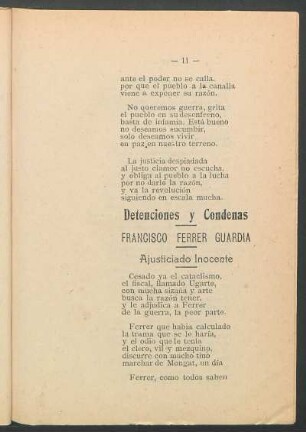 — 11 —
ante el poder no se calla,
por que el pueblo a la canalla
viene a exponer su razón.
No queremos guerra, grita
el pueblo en su desenfreno,
basta de infamia. Está bueno
no deseamos sucumbir,
solo deseamos vivir
en paz en nuestro terreno.
La justicia despiadada
al justo clamor no escucha,
y obliga al pueblo a la lucha
por no darle la razón,
y va la revolución
siguiendo en escala mucha.
Detenciones y Condenas
FRANCISCO FERRER GUARDIA
Ajusticiado Inocente
Cesado ya el cataclismo,
el fiscal, llamado Ugarte,
con mucha cizaña y arte
busca la razón tener,
y le adjudica a Ferrer
de la guerra, la peor parte.
Ferrer que había calculado
la trama que se le haría,
y el odio que le tenía
el clero, vil y mezquino,
discurre con mucho tino
marchar de Mongat, un día
Ferrer, como todos saben